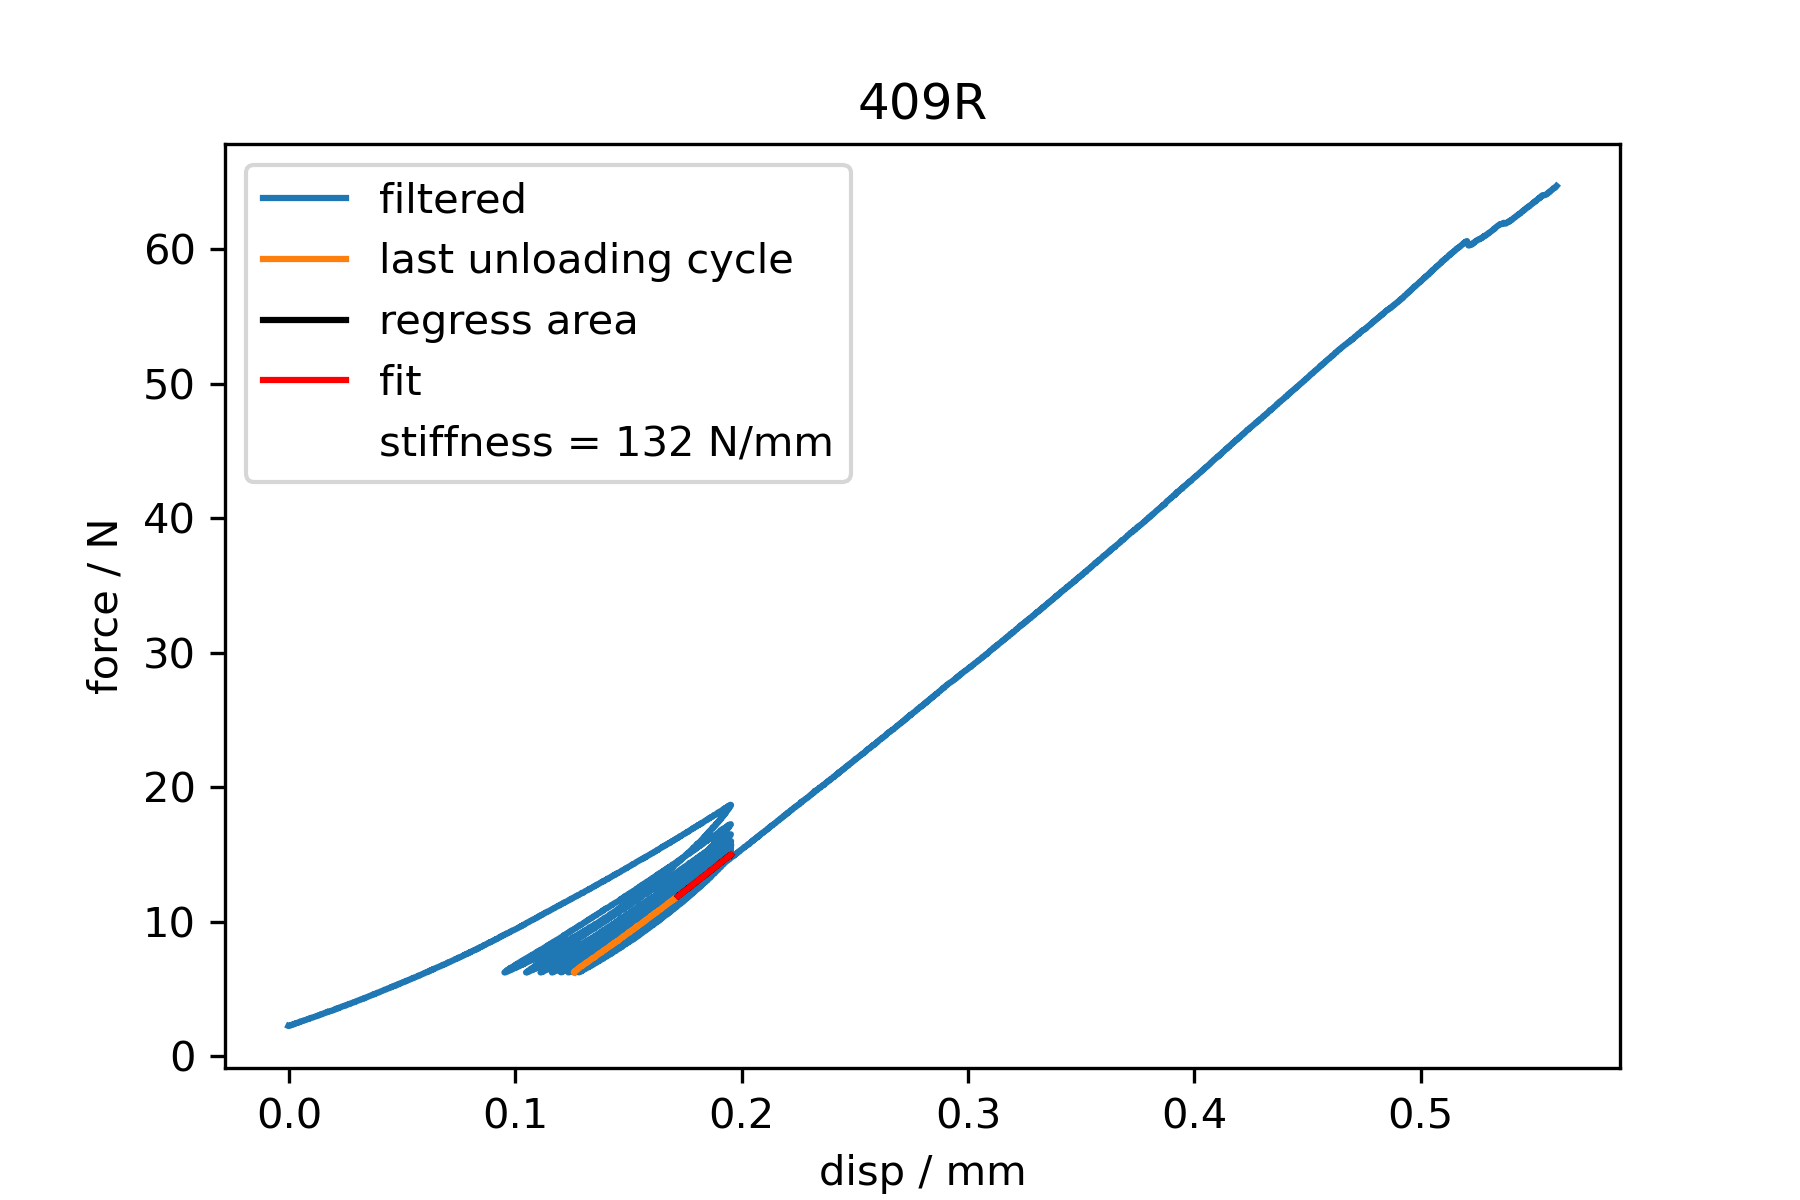 409R
filtered
last unloading cycle
regress area
fit
stiffness = 132 N/mm
force / N
60
50
40
30
20
10
0
0.0 0.1 0.2 0.3 0.4 0.5
disp / mm